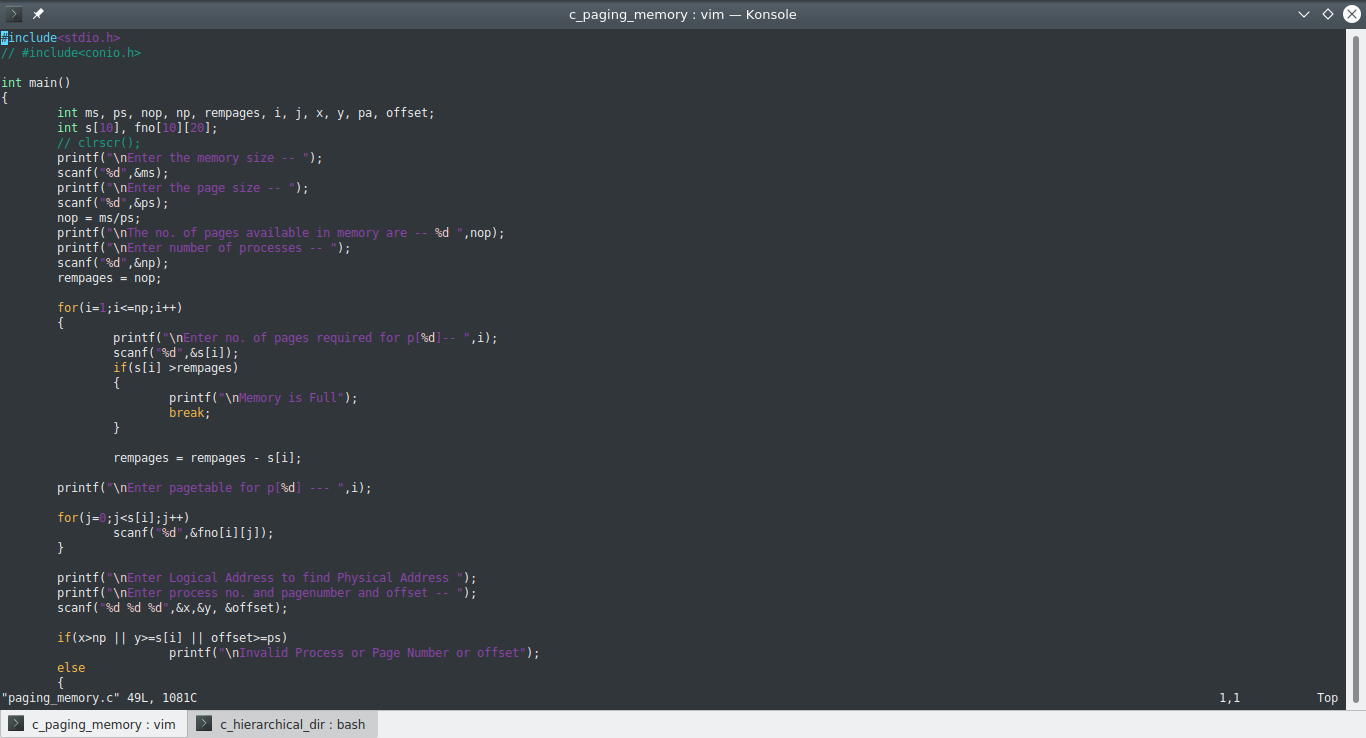 c_paging_memory : vim — Konsole
#include<stdio.h>
// #include<conio.h>

int main()
{
        int ms, ps, nop, np, rempages, i, j, x, y, pa, offset;
        int s[10], fno[10][20];
        // clrscr();
        printf("\nEnter the memory size -- ");
        scanf("%d",&ms);
        printf("\nEnter the page size -- ");
        scanf("%d",&ps);
        nop = ms/ps;
        printf("\nThe no. of pages available in memory are -- %d ",nop);
        printf("\nEnter number of processes -- ");
        scanf("%d",&np);
        rempages = nop;

        for(i=1;i<=np;i++)
        {
                printf("\nEnter no. of pages required for p[%d]-- ",i);
                scanf("%d",&s[i]);
                if(s[i] >rempages)
                {
                        printf("\nMemory is Full");
                        break;
                }

                rempages = rempages - s[i];

        printf("\nEnter pagetable for p[%d] --- ",i);

        for(j=0;j<s[i];j++)
                scanf("%d",&fno[i][j]);
        }

        printf("\nEnter Logical Address to find Physical Address ");
        printf("\nEnter process no. and pagenumber and offset -- ");
        scanf("%d %d %d",&x,&y, &offset);

        if(x>np || y>=s[i] || offset>=ps)
                        printf("\nInvalid Process or Page Number or offset");
        else
        {
"paging_memory.c" 49L, 1081C 1,1 Top
c_paging_memory : vim c_hierarchical_dir : bash